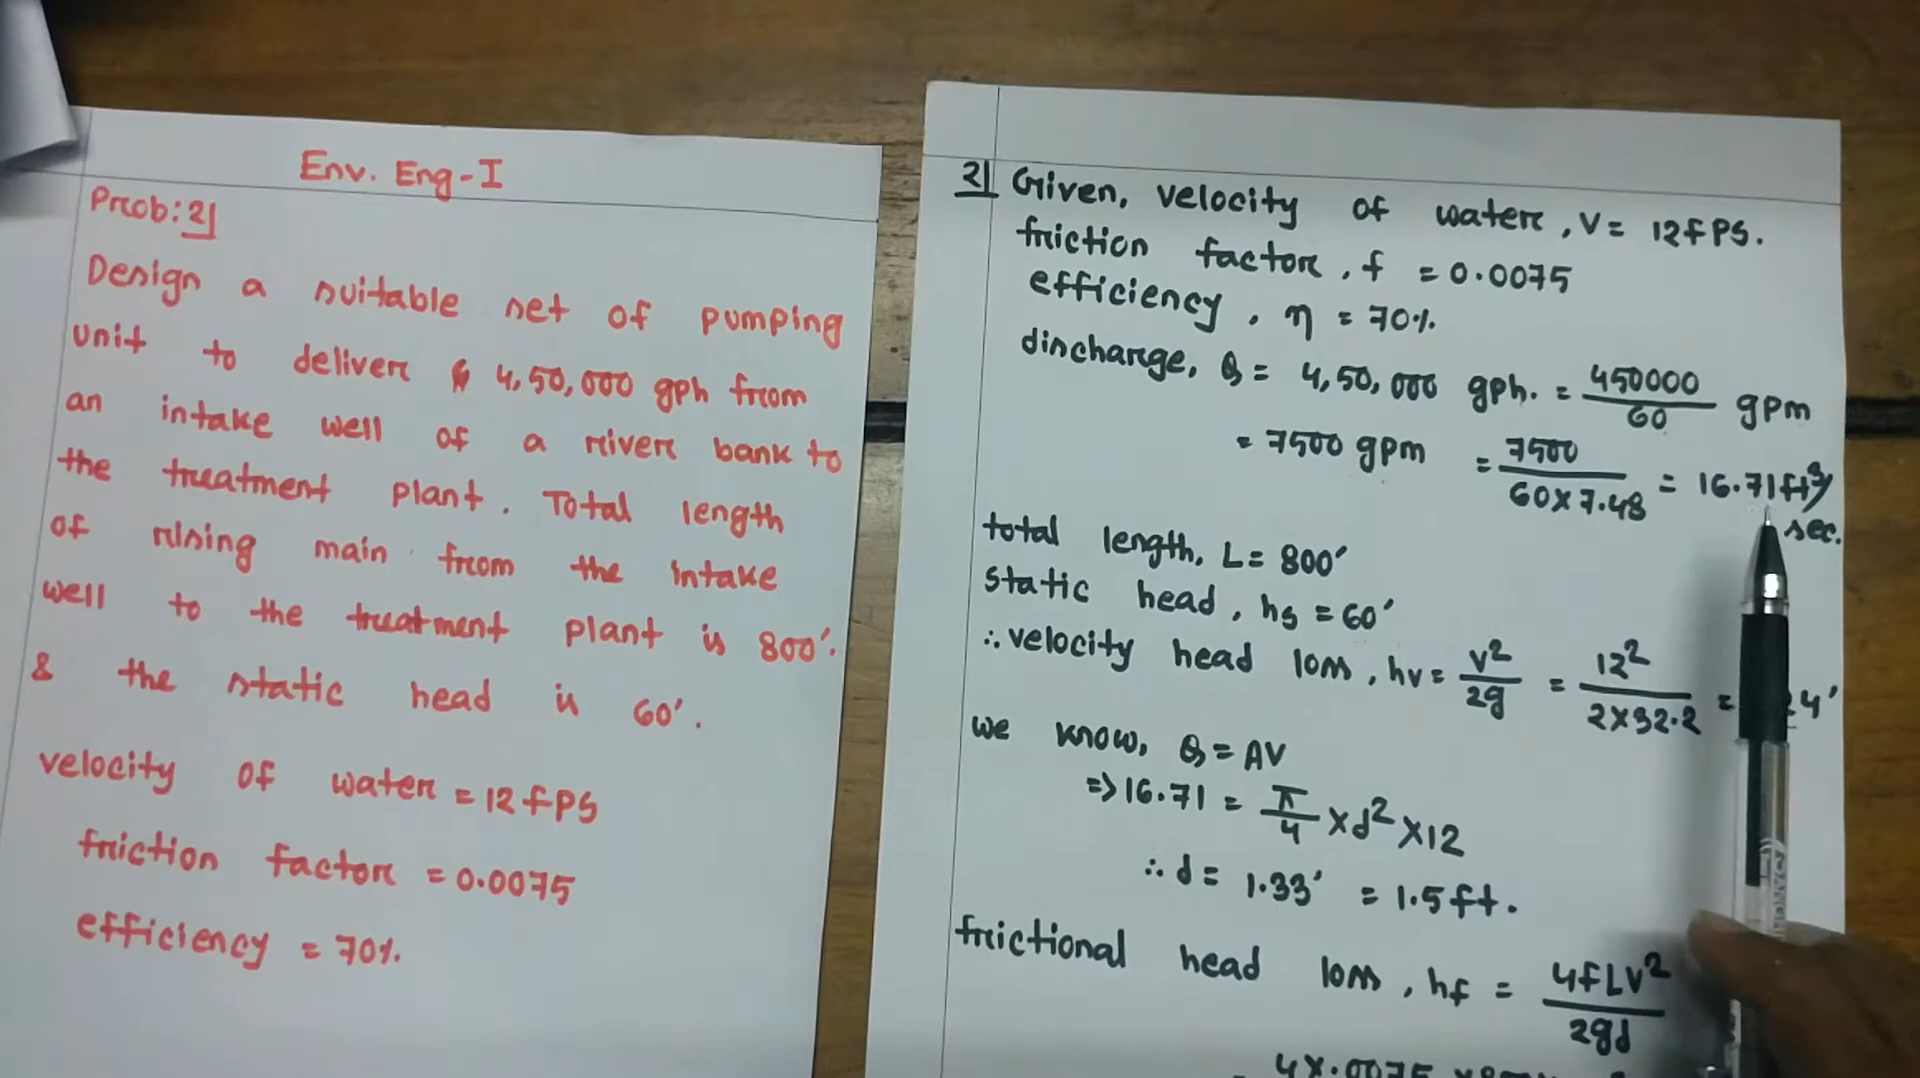 Env. Eng-I
Prob: 21
Design a suitable set of pumping
unit to deliver 4,50,000 gph from
an intake well of a river bank to
the treatment plant. Total length
of rising main from the intake
well to the treatment plant is 800'.
& the static head is 60'.
velocity of water = 12 fPS
friction factor = 0.0075
efficiency = 70%.
21 Given, velocity of water, V = 12 fPS.
friction factor, f = 0.0075
efficiency, η = 70%.
discharge, Q = 4,50,000 gph. = 450000/60 gpm
= 7500 gpm = 7500/(60×7.48) = 16.71 ft³/sec.
total length, L = 800'
static head, hs = 60'
∴ velocity head loss, hv = v²/2g = 12²/(2×32.2) = 24'
we know, Q = AV
=> 16.71 = π/4 × d² × 12
∴ d = 1.33' = 1.5 ft.
frictional head loss, hf = 4fLv²/2gd
4×.0075